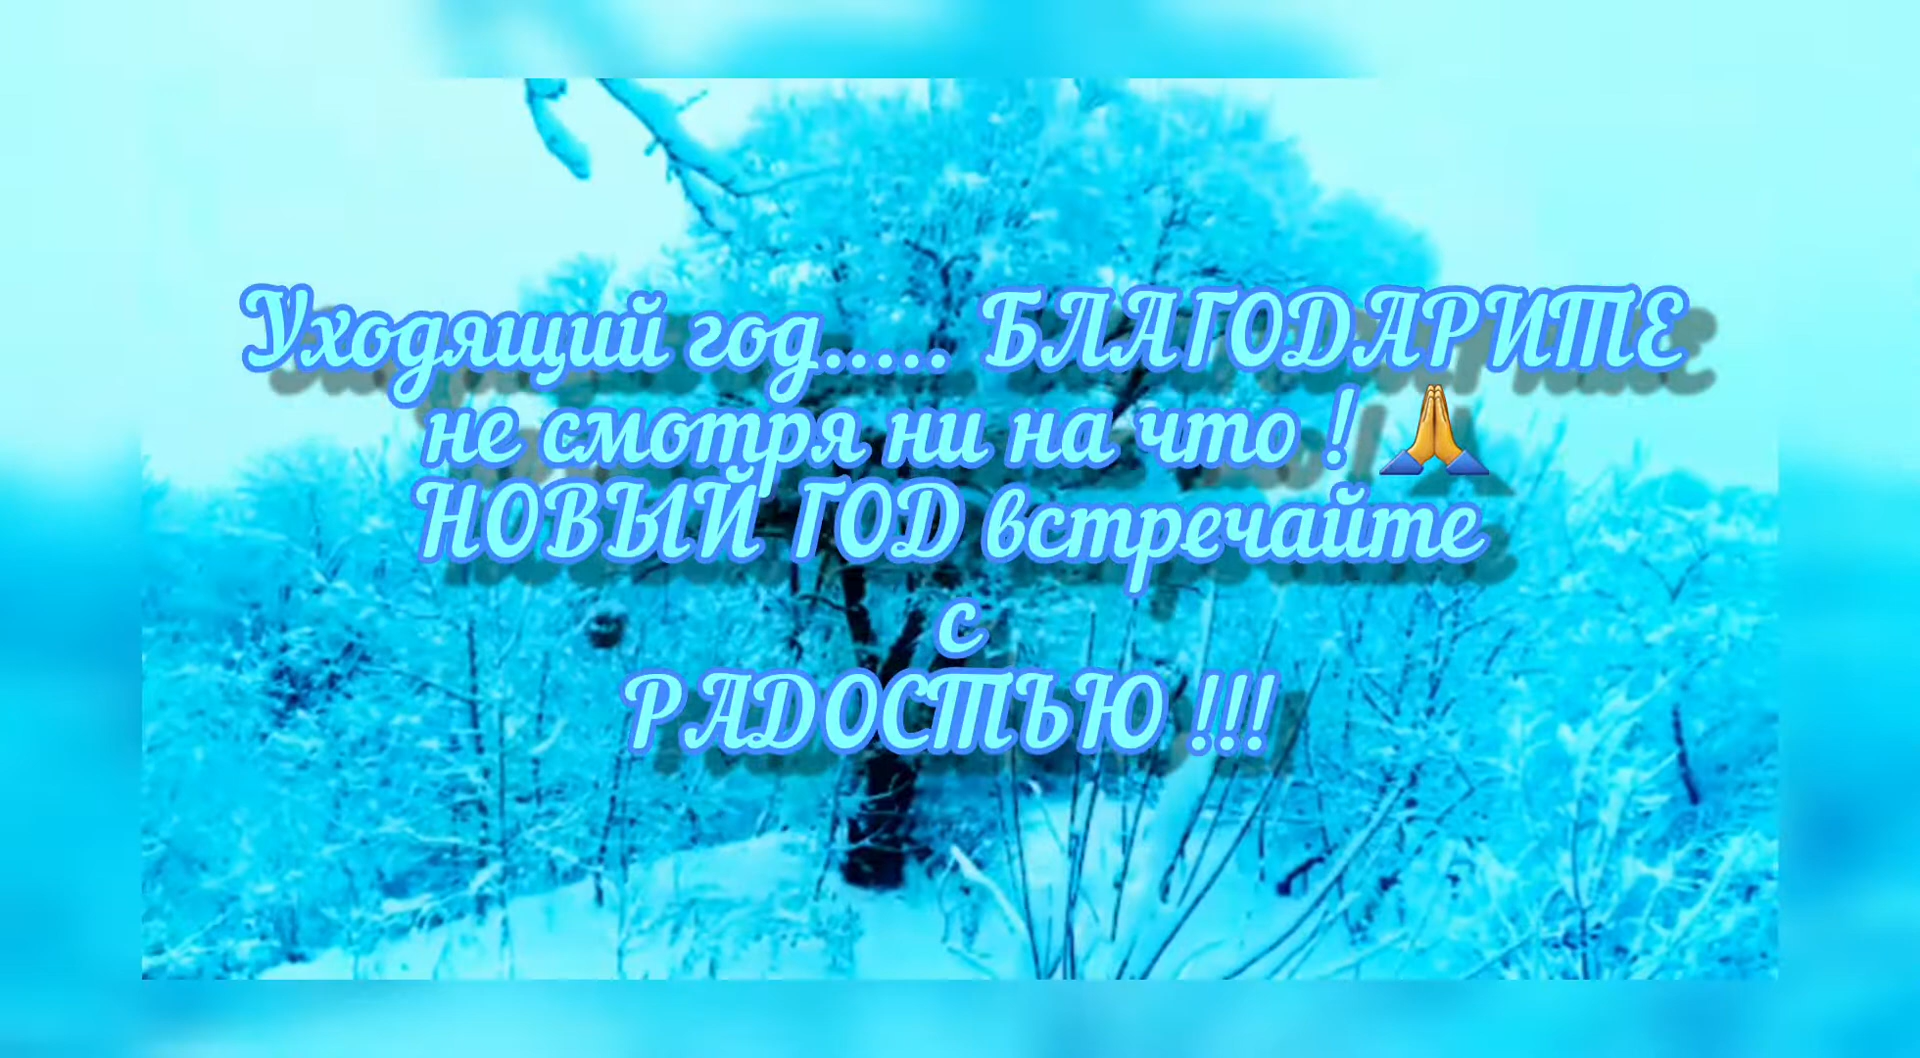 Уходящий год..... БЛАГОДАРИТЕ
не смотря ни на что ! 🙏
НОВЫЙ ГОД встречайте
с
РАДОСТЬЮ !!!